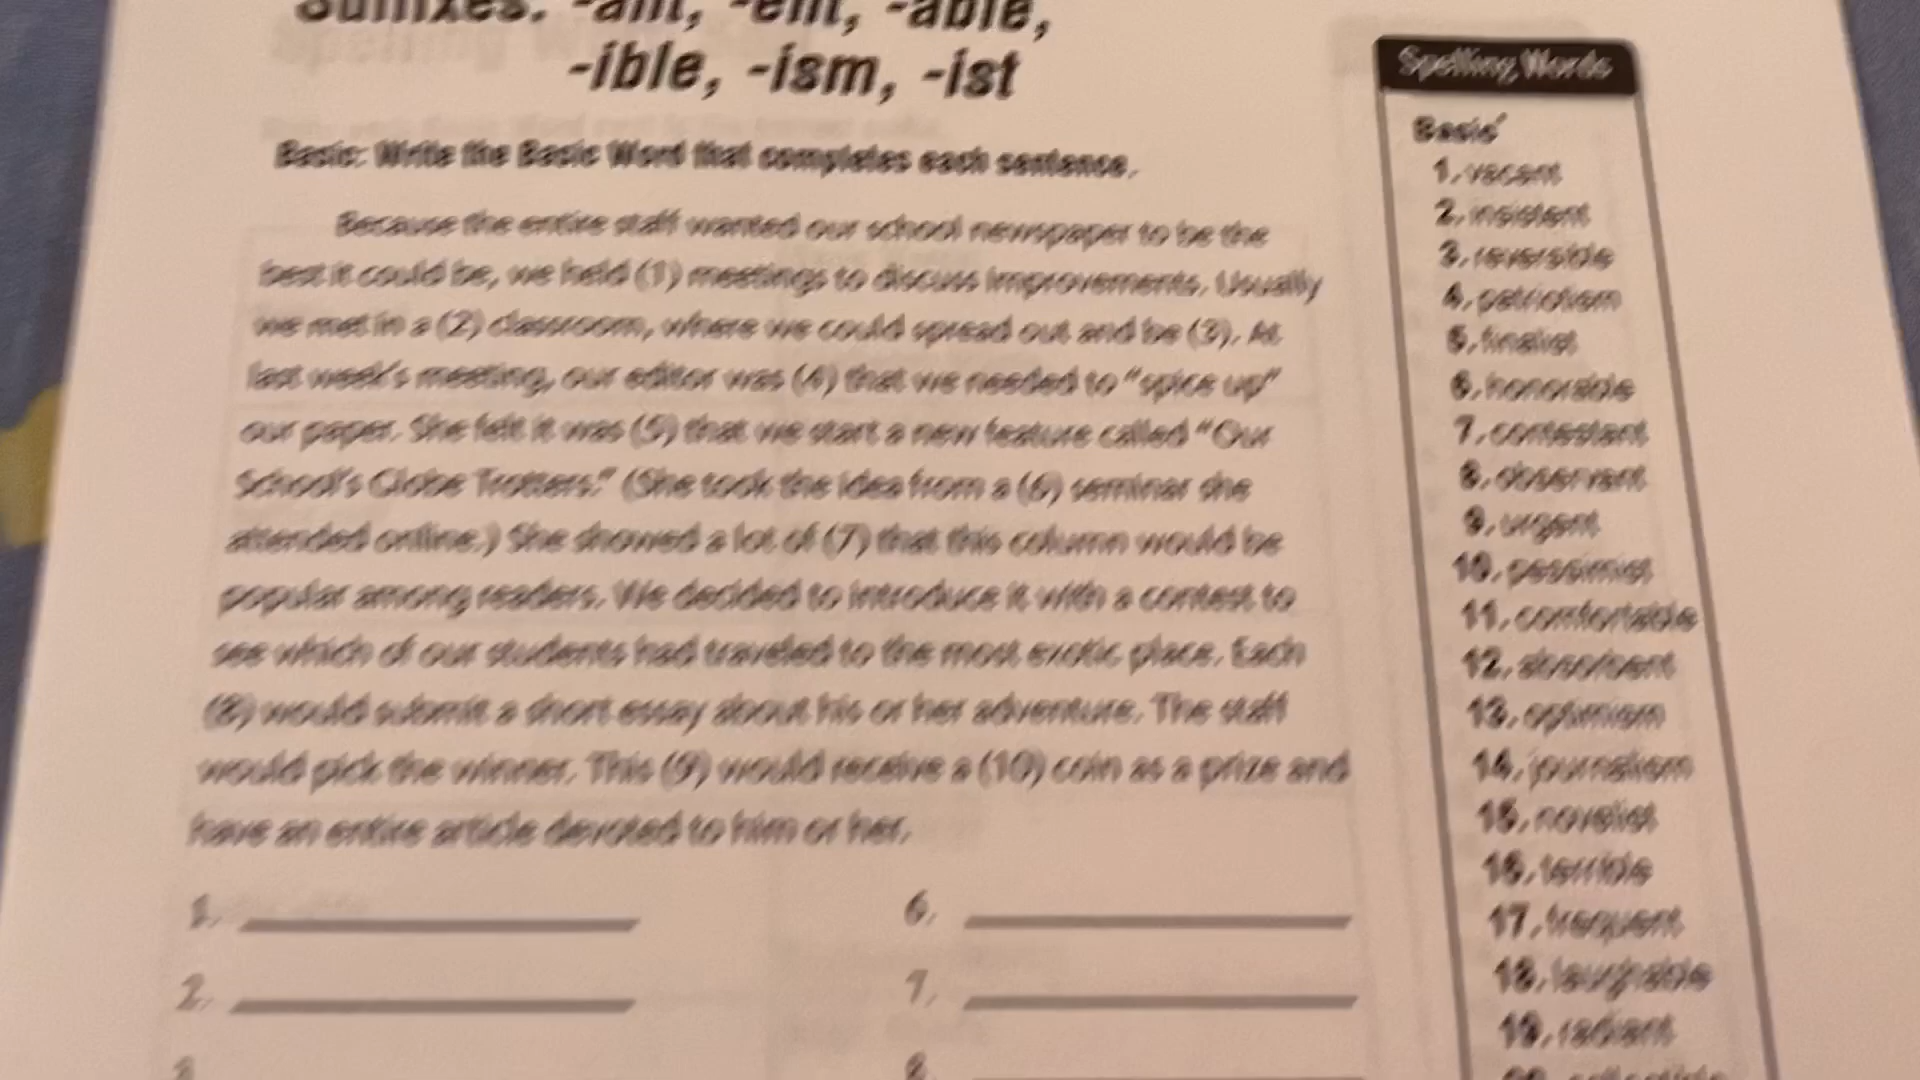 Suffixes: -ant, -ent, -able,
-ible, -ism, -ist
Basic: Write the Basic Word that completes each sentence.
Because the entire staff wanted our school newspaper to be the
best it could be, we held (1) meetings to discuss improvements. Usually
we met in a (2) classroom, where we could spread out and be (3). At
last week's meeting, our editor was (4) that we needed to "spice up"
our paper. She felt it was (5) that we start a new feature called "Our
School's Globe Trotters." (She took the idea from a (6) seminar she
attended online.) She showed a lot of (7) that this column would be
popular among readers. We decided to introduce it with a contest to
see which of our students had traveled to the most exotic place. Each
(8) would submit a short essay about his or her adventure. The staff
would pick the winner. This (9) would receive a (10) coin as a prize and
have an entire article devoted to him or her.
1.
2.
3.
6.
7.
8.
Spelling Words
Basic
1. vacant
2. insistent
3. reversible
4. patriotism
5. finalist
6. honorable
7. contestant
8. observant
9. urgent
10. pessimist
11. comfortable
12. absorbent
13. optimism
14. journalism
15. novelist
16. terrible
17. frequent
18. laughable
19. radiant
20. collectible